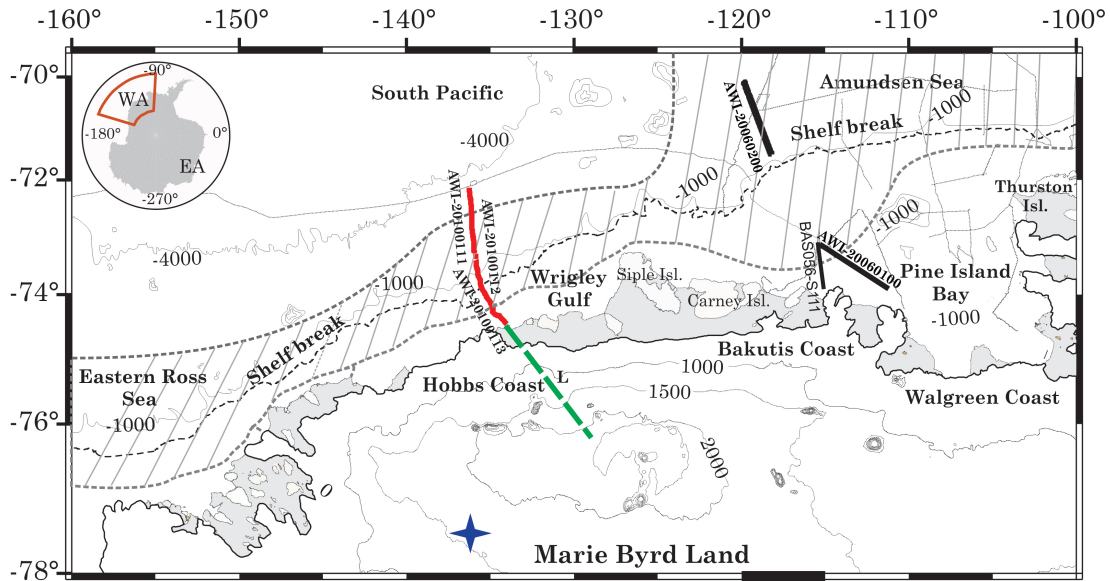 -160° -150° -140° -130° -120° -110° -100°
-70°
-72°
-74°
-76°
-78°
-90°
WA
-180°
0°
EA
-270°
South Pacific
Amundsen Sea
-1000
Shelf break
AWI-20060200
-4000
-1000
Thurston
Isl.
-1000
AWI-20100111
AWI-20100112
AWI-20100113
-4000
-1000
Wrigley
Gulf
Siple Isl.
Carney Isl.
BAS056-S111
AWI-20060100
Pine Island
Bay
-1000
Shelf break
Bakutis Coast
Eastern Ross
Sea
-1000
Hobbs Coast
L
1000
1500
Walgreen Coast
2000
0
Marie Byrd Land